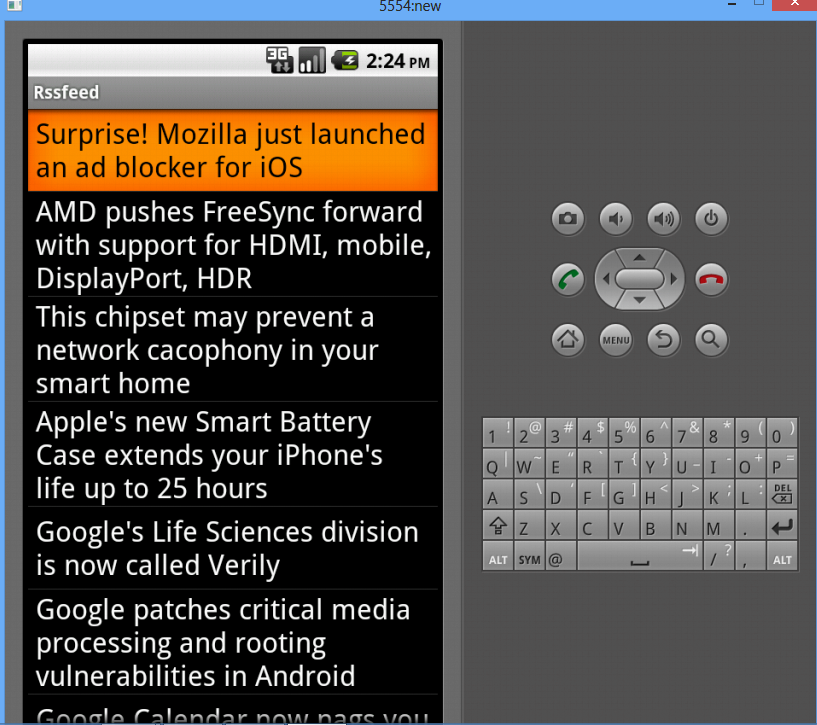 5554:new
3G
2:24 PM
Rssfeed
Surprise! Mozilla just launched
an ad blocker for iOS
AMD pushes FreeSync forward
with support for HDMI, mobile,
DisplayPort, HDR
This chipset may prevent a
network cacophony in your
smart home
Apple's new Smart Battery
Case extends your iPhone's
life up to 25 hours
Google's Life Sciences division
is now called Verily
Google patches critical media
processing and rooting
vulnerabilities in Android
Google Calendar now nags you
MENU
1 ! 2 @ 3 # 4 $ 5 % 6 ^ 7 & 8 * 9 ( 0 )
Q | W ~ E " R ` T { Y } U _ I - O + P =
A S \ D ' F [ G ] H < J > K ; L : DEL
Z X C V B N M .
ALT SYM @ / ? , ALT